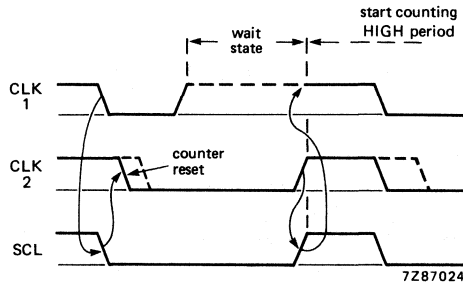 start counting
HIGH period
wait
state
CLK
1
CLK
2
counter
reset
SCL
7Z87024